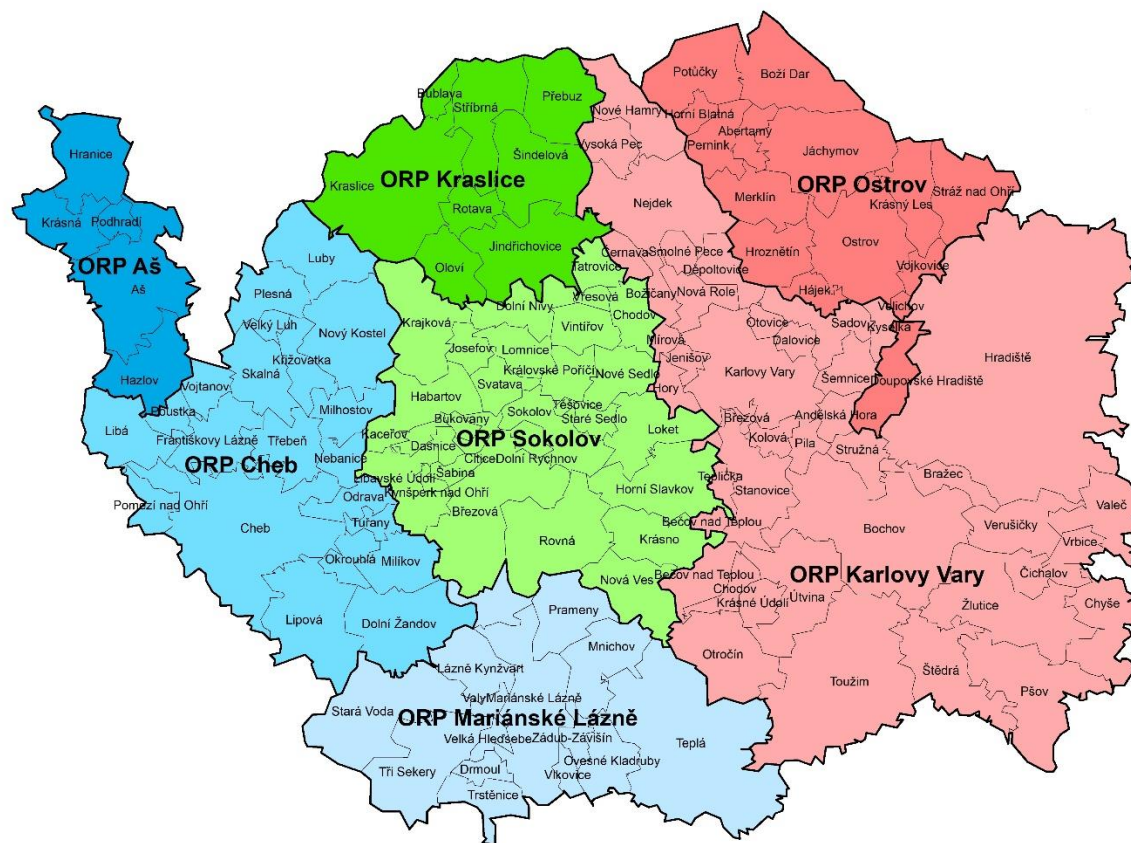 Potůčky
Boží Dar
Bublava
Stříbrná
Přebuz
Nové Hamry
Horní Blatná
Abertamy
Pernink
Vysoká Pec
Hranice
Šindelová
Jáchymov
ORP Kraslice
Kraslice
ORP Ostrov
Stráž nad Ohří
Merklín
Krásný Les
Nejdek
Rotava
Krásná
Podhradí
Jindřichovice
Hroznětín
Ostrov
Luby
Oloví
Černava
Smolné Pece
Děpoltovice
Vojkovice
ORP Aš
Aš
Tatrovice
Plesná
Vřesová
Božičany
Nová Role
Hájek
Velichov
Dolní Nivy
Chodov
Velký Luh
Nový Kostel
Krajková
Vintířov
Otovice
Sadov
Kyselka
Mírová
Dalovice
Josefov
Lomnice
Křižovatka
Jenišov
Hradiště
Skalná
Královské Poříčí
Nové Sedlo
Karlovy Vary
Hazlov
Vojtanov
Svatava
Hory
Semnice
Doupovské Hradiště
Habartov
Těšovice
Poustka
Milhostov
Bukovany
Sokolov
Staré Sedlo
Březová
Andělská Hora
Libá
Františkovy Lázně
Třebeň
Kaceřov
Dasnice
ORP Sokolov
Loket
Kolová
Pila
Stružná
Nebanice
Citice
Dolní Rychnov
ORP Cheb
Šabina
Libavské Údolí
Teplička
Stanovice
Bražec
Kynšperk nad Ohří
Horní Slavkov
Odrava
Pomezí nad Ohří
Březová
Valeč
Cheb
Tuřany
Bečov nad Teplou
Bochov
Verušičky
Rovná
Krásno
Vrbice
Okrouhlá
Milíkov
Nová Ves
Bečov nad Teplou
ORP Karlovy Vary
Čichalov
Chodov
Útvina
Krásné Údolí
Žlutice
Chyše
Prameny
Lipová
Dolní Žandov
Mnichov
Otročín
Lázně Kynžvart
Toužim
Štědrá
Pšov
Valy
Mariánské Lázně
Stará Voda
ORP Mariánské Lázně
Velká Hleďsebe
Zádub-Závišín
Teplá
Ovesné Kladruby
Tři Sekery
Drmoul
Vlkovice
Trstěnice